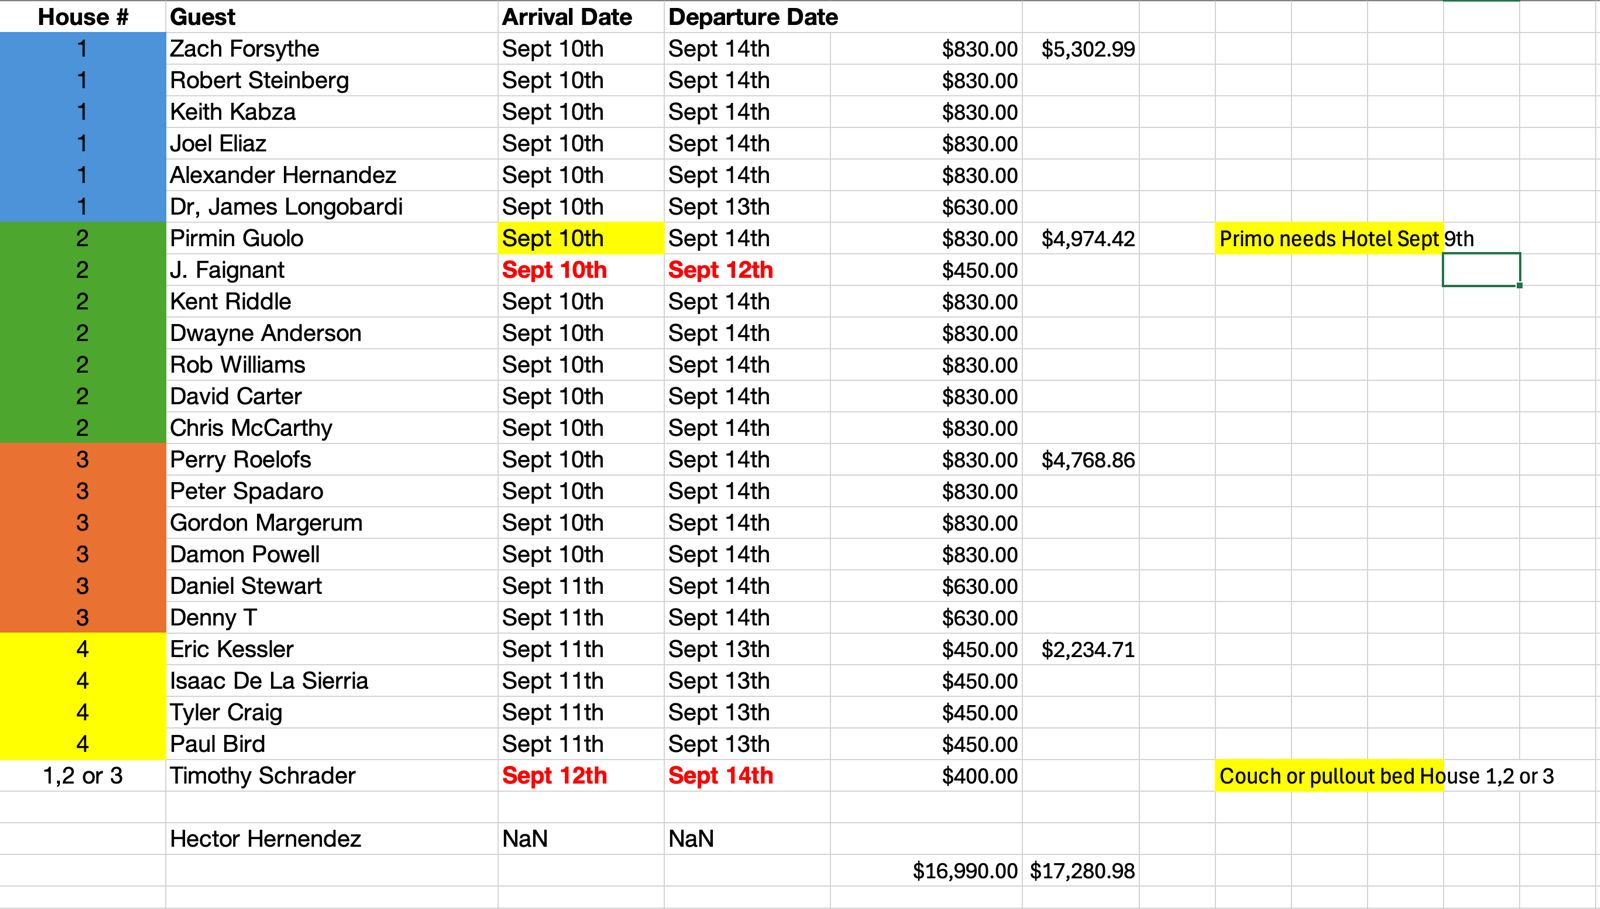 House # Guest Arrival Date Departure Date
1 Zach Forsythe Sept 10th Sept 14th $830.00 $5,302.99
1 Robert Steinberg Sept 10th Sept 14th $830.00
1 Keith Kabza Sept 10th Sept 14th $830.00
1 Joel Eliaz Sept 10th Sept 14th $830.00
1 Alexander Hernandez Sept 10th Sept 14th $830.00
1 Dr, James Longobardi Sept 10th Sept 13th $630.00
2 Pirmin Guolo Sept 10th Sept 14th $830.00 $4,974.42 Primo needs Hotel Sept 9th
2 J. Faignant Sept 10th Sept 12th $450.00
2 Kent Riddle Sept 10th Sept 14th $830.00
2 Dwayne Anderson Sept 10th Sept 14th $830.00
2 Rob Williams Sept 10th Sept 14th $830.00
2 David Carter Sept 10th Sept 14th $830.00
2 Chris McCarthy Sept 10th Sept 14th $830.00
3 Perry Roelofs Sept 10th Sept 14th $830.00 $4,768.86
3 Peter Spadaro Sept 10th Sept 14th $830.00
3 Gordon Margerum Sept 10th Sept 14th $830.00
3 Damon Powell Sept 10th Sept 14th $830.00
3 Daniel Stewart Sept 11th Sept 14th $630.00
3 Denny T Sept 11th Sept 14th $630.00
4 Eric Kessler Sept 11th Sept 13th $450.00 $2,234.71
4 Isaac De La Sierria Sept 11th Sept 13th $450.00
4 Tyler Craig Sept 11th Sept 13th $450.00
4 Paul Bird Sept 11th Sept 13th $450.00
1,2 or 3 Timothy Schrader Sept 12th Sept 14th $400.00 Couch or pullout bed House 1,2 or 3
Hector Hernendez NaN NaN
$16,990.00 $17,280.98